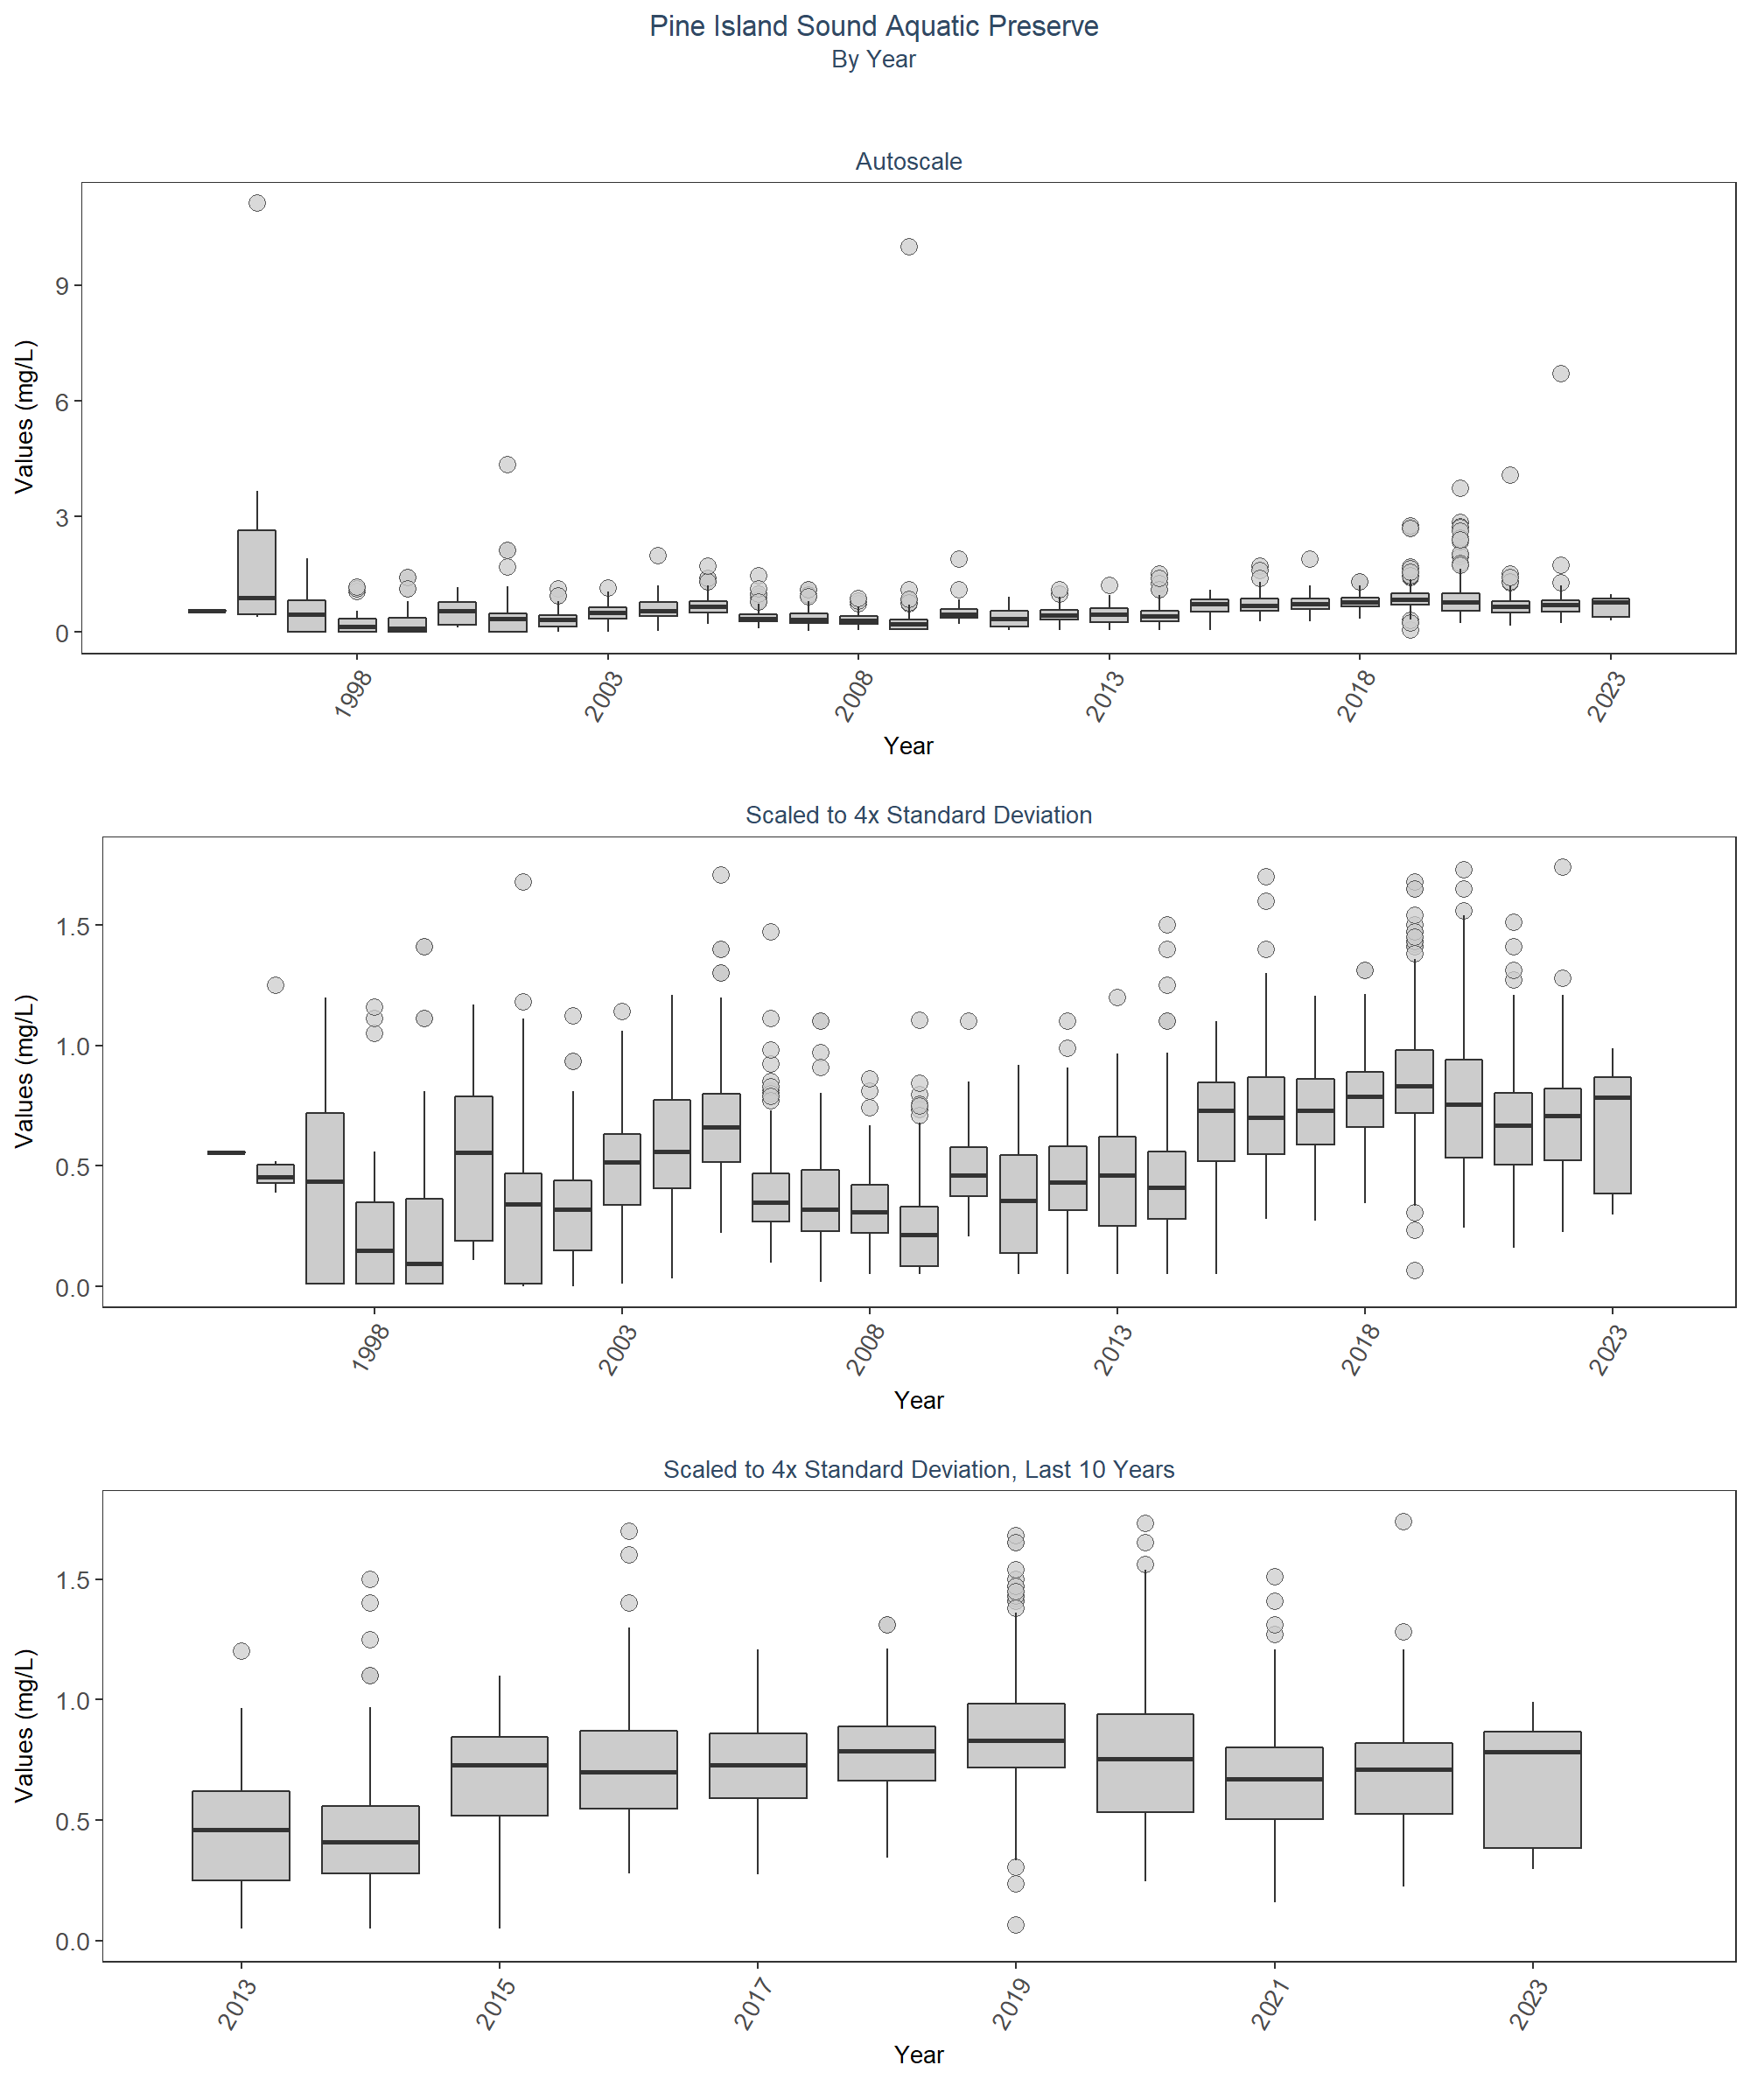 Pine Island Sound Aquatic Preserve
By Year
Autoscale
Values (mg/L)
9
6
3
0
1998 2003 2008 2013 2018 2023
Year
Scaled to 4x Standard Deviation
Values (mg/L)
1.5
1.0
0.5
0.0
1998 2003 2008 2013 2018 2023
Year
Scaled to 4x Standard Deviation, Last 10 Years
Values (mg/L)
1.5
1.0
0.5
0.0
2013 2015 2017 2019 2021 2023
Year